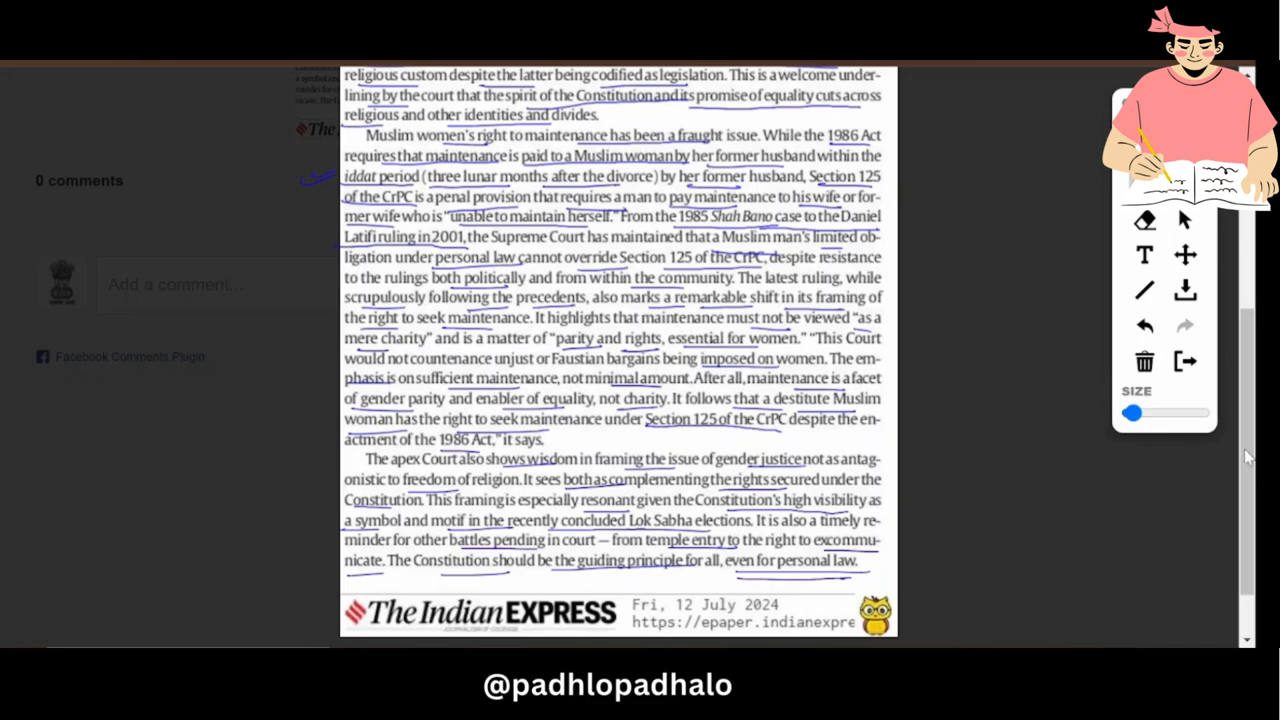 religious custom despite the latter being codified as legislation. This is a welcome under-
lining by the court that the spirit of the Constitution and its promise of equality cuts across
religious and other identities and divides.
Muslim women's right to maintenance has been a fraught issue. While the 1986 Act
requires that maintenance is paid to a Muslim woman by her former husband within the
iddat period (three lunar months after the divorce) by her former husband, Section 125
of the CrPC is a penal provision that requires a man to pay maintenance to his wife or for-
mer wife who is "unable to maintain herself." From the 1985 Shah Bano case to the Daniel
Latifi ruling in 2001, the Supreme Court has maintained that a Muslim man's limited ob-
ligation under personal law cannot override Section 125 of the CrPC, despite resistance
to the rulings both politically and from within the community. The latest ruling, while
scrupulously following the precedents, also marks a remarkable shift in its framing of
the right to seek maintenance. It highlights that maintenance must not be viewed "as a
mere charity" and is a matter of "parity and rights, essential for women." "This Court
would not countenance unjust or Faustian bargains being imposed on women. The em-
phasis is on sufficient maintenance, not minimal amount. After all, maintenance is a facet
of gender parity and enabler of equality, not charity. It follows that a destitute Muslim
woman has the right to seek maintenance under Section 125 of the CrPC despite the en-
actment of the 1986 Act," it says.
The apex Court also shows wisdom in framing the issue of gender justice not as antag-
onistic to freedom of religion. It sees both as complementing the rights secured under the
Constitution. This framing is especially resonant given the Constitution's high visibility as
a symbol and motif in the recently concluded Lok Sabha elections. It is also a timely re-
minder for other battles pending in court — from temple entry to the right to excommu-
nicate. The Constitution should be the guiding principle for all, even for personal law.
The Indian EXPRESS
Fri, 12 July 2024
https://epaper.indianexpre
0 comments
Add a comment...
Facebook Comments Plugin
T
SIZE
@padhlopadhalo